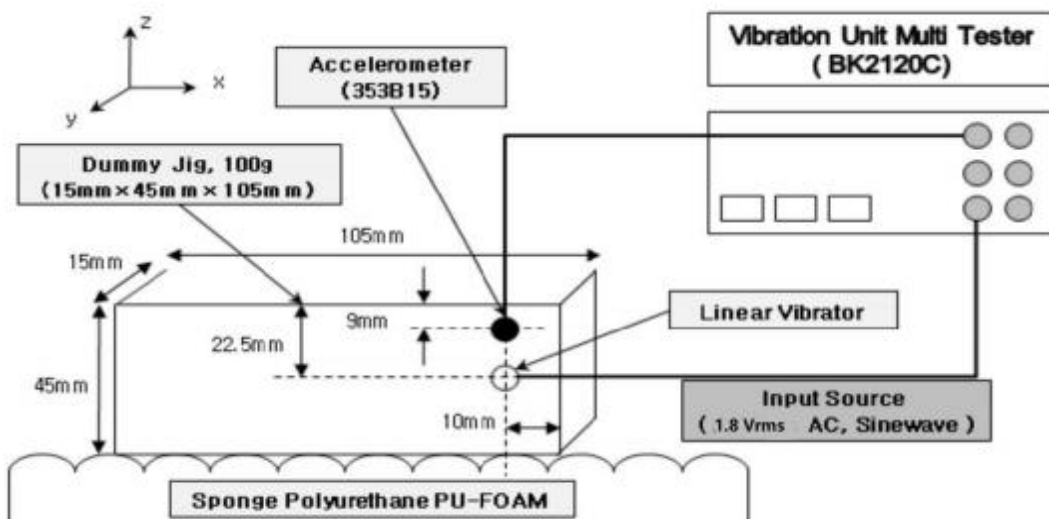 z
x
y
Accelerometer
(353B15)
Vibration Unit Multi Tester
( BK2120C)
Dummy Jig, 100g
(15mm×45mm×105mm)
105mm
15mm
9mm
22.5mm
45mm
10mm
Linear Vibrator
Input Source
( 1.8 Vrms AC, Sinewave )
Sponge Polyurethane PU-FOAM